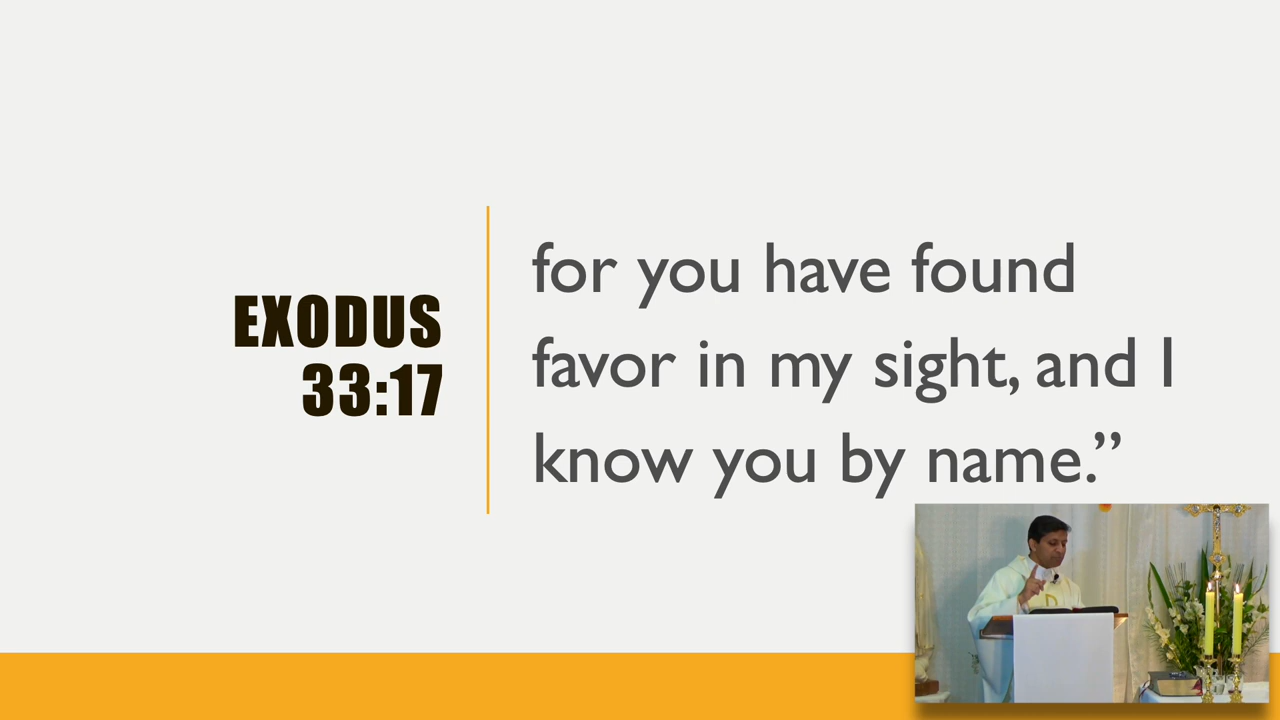 EXODUS
33:17
for you have found
favor in my sight, and I
know you by name.”